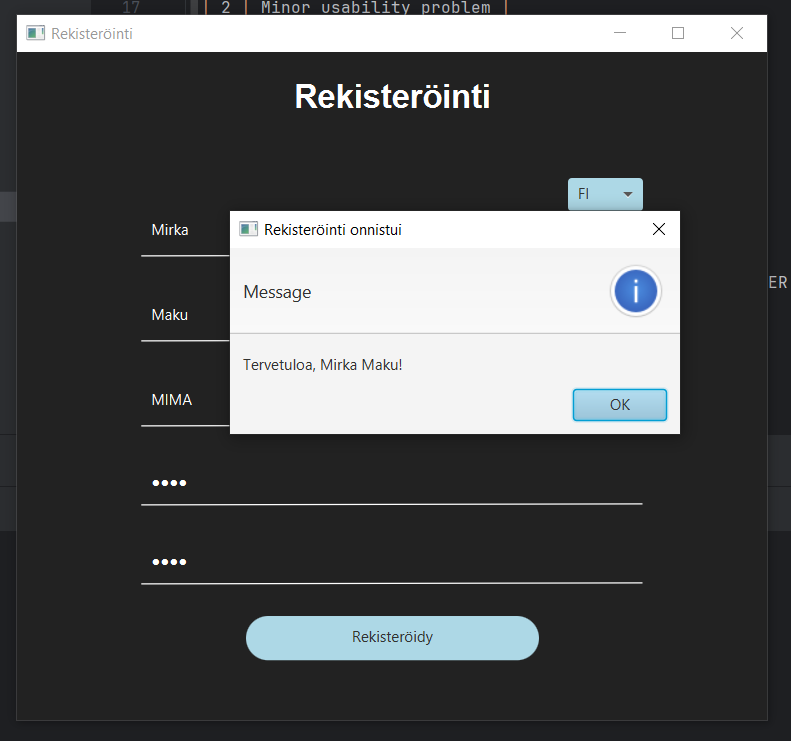 17 | 2 | Minor usability problem |
Rekisteröinti
Rekisteröinti
FI
Mirka
Rekisteröinti onnistui
ER
Message
Maku
Tervetuloa, Mirka Maku!
MIMA
OK
••••
••••
Rekisteröidy